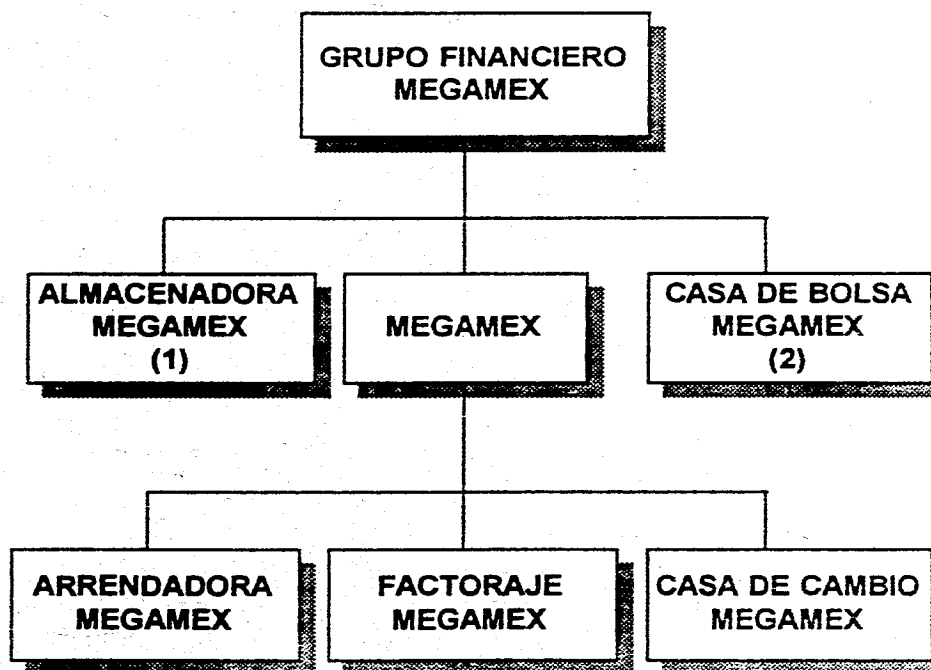 GRUPO FINANCIERO
MEGAMEX
ALMACENADORA
MEGAMEX
(1)
MEGAMEX
CASA DE BOLSA
MEGAMEX
(2)
ARRENDADORA
MEGAMEX
FACTORAJE
MEGAMEX
CASA DE CAMBIO
MEGAMEX